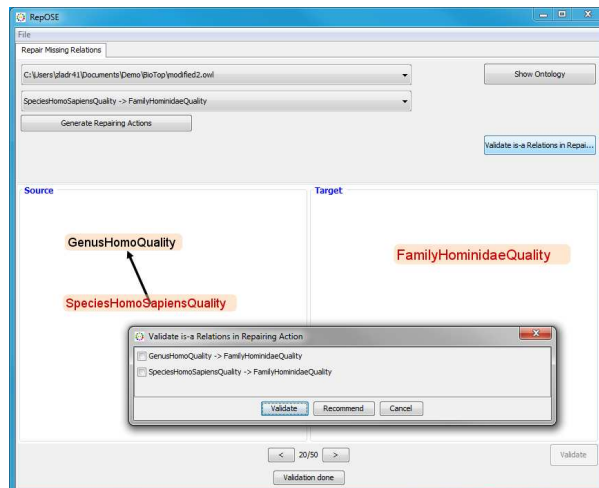 RepOSE
File
Repair Missing Relations
C:\Users\zladr41\Documents\Demo\BioTop\modified2.owl
Show Ontology
SpeciesHomoSapiensQuality -> FamilyHominidaeQuality
Generate Repairing Actions
Validate is-a Relations in Repai...
Source
Target
GenusHomoQuality
FamilyHominidaeQuality
SpeciesHomoSapiensQuality
Validate is-a Relations in Repairing Action
GenusHomoQuality -> FamilyHominidaeQuality
SpeciesHomoSapiensQuality -> FamilyHominidaeQuality
Validate Recommend Cancel
< 20/50 > Validate
Validation done